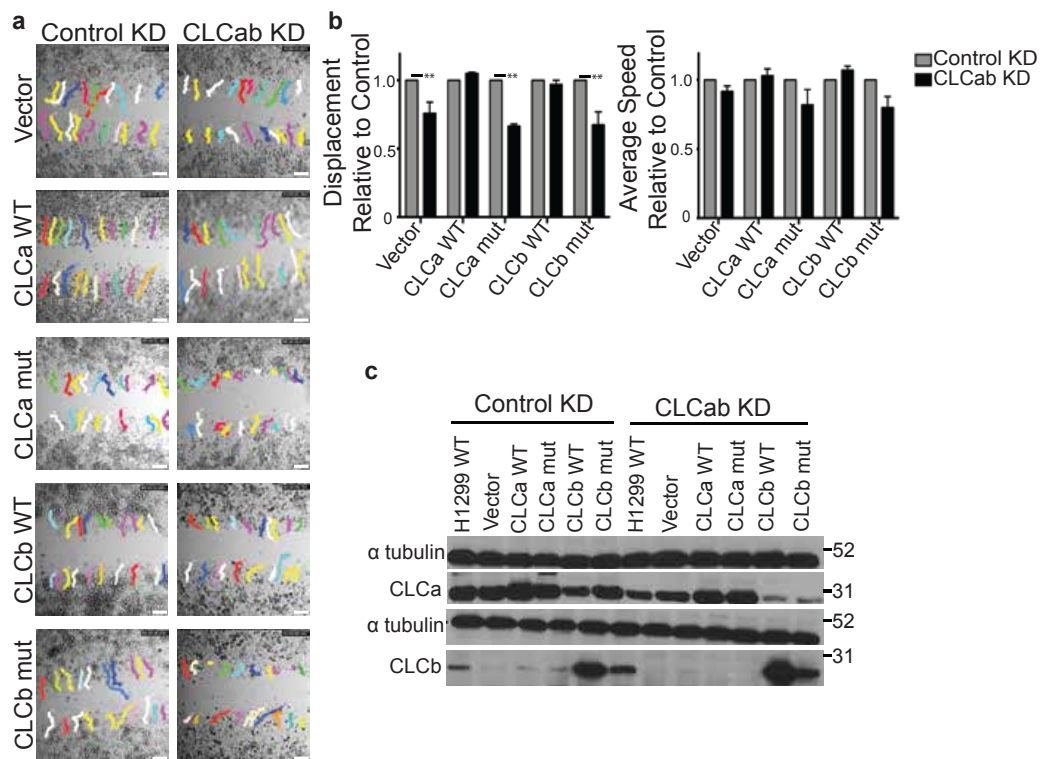 a
Control KD CLCab KD
Vector
CLCa WT
CLCa mut
CLCb WT
CLCb mut
b
Displacement
Relative to Control
1.0
0.5
0
** ** **
Vector
CLCa WT
CLCa mut
CLCb WT
CLCb mut
Average Speed
Relative to Control
1.0
0.5
0
Vector
CLCa WT
CLCa mut
CLCb WT
CLCb mut
Control KD
CLCab KD
c
Control KD CLCab KD
H1299 WT
Vector
CLCa WT
CLCa mut
CLCb WT
CLCb mut
H1299 WT
Vector
CLCa WT
CLCa mut
CLCb WT
CLCb mut
α tubulin 52
CLCa 31
α tubulin 52
CLCb 31